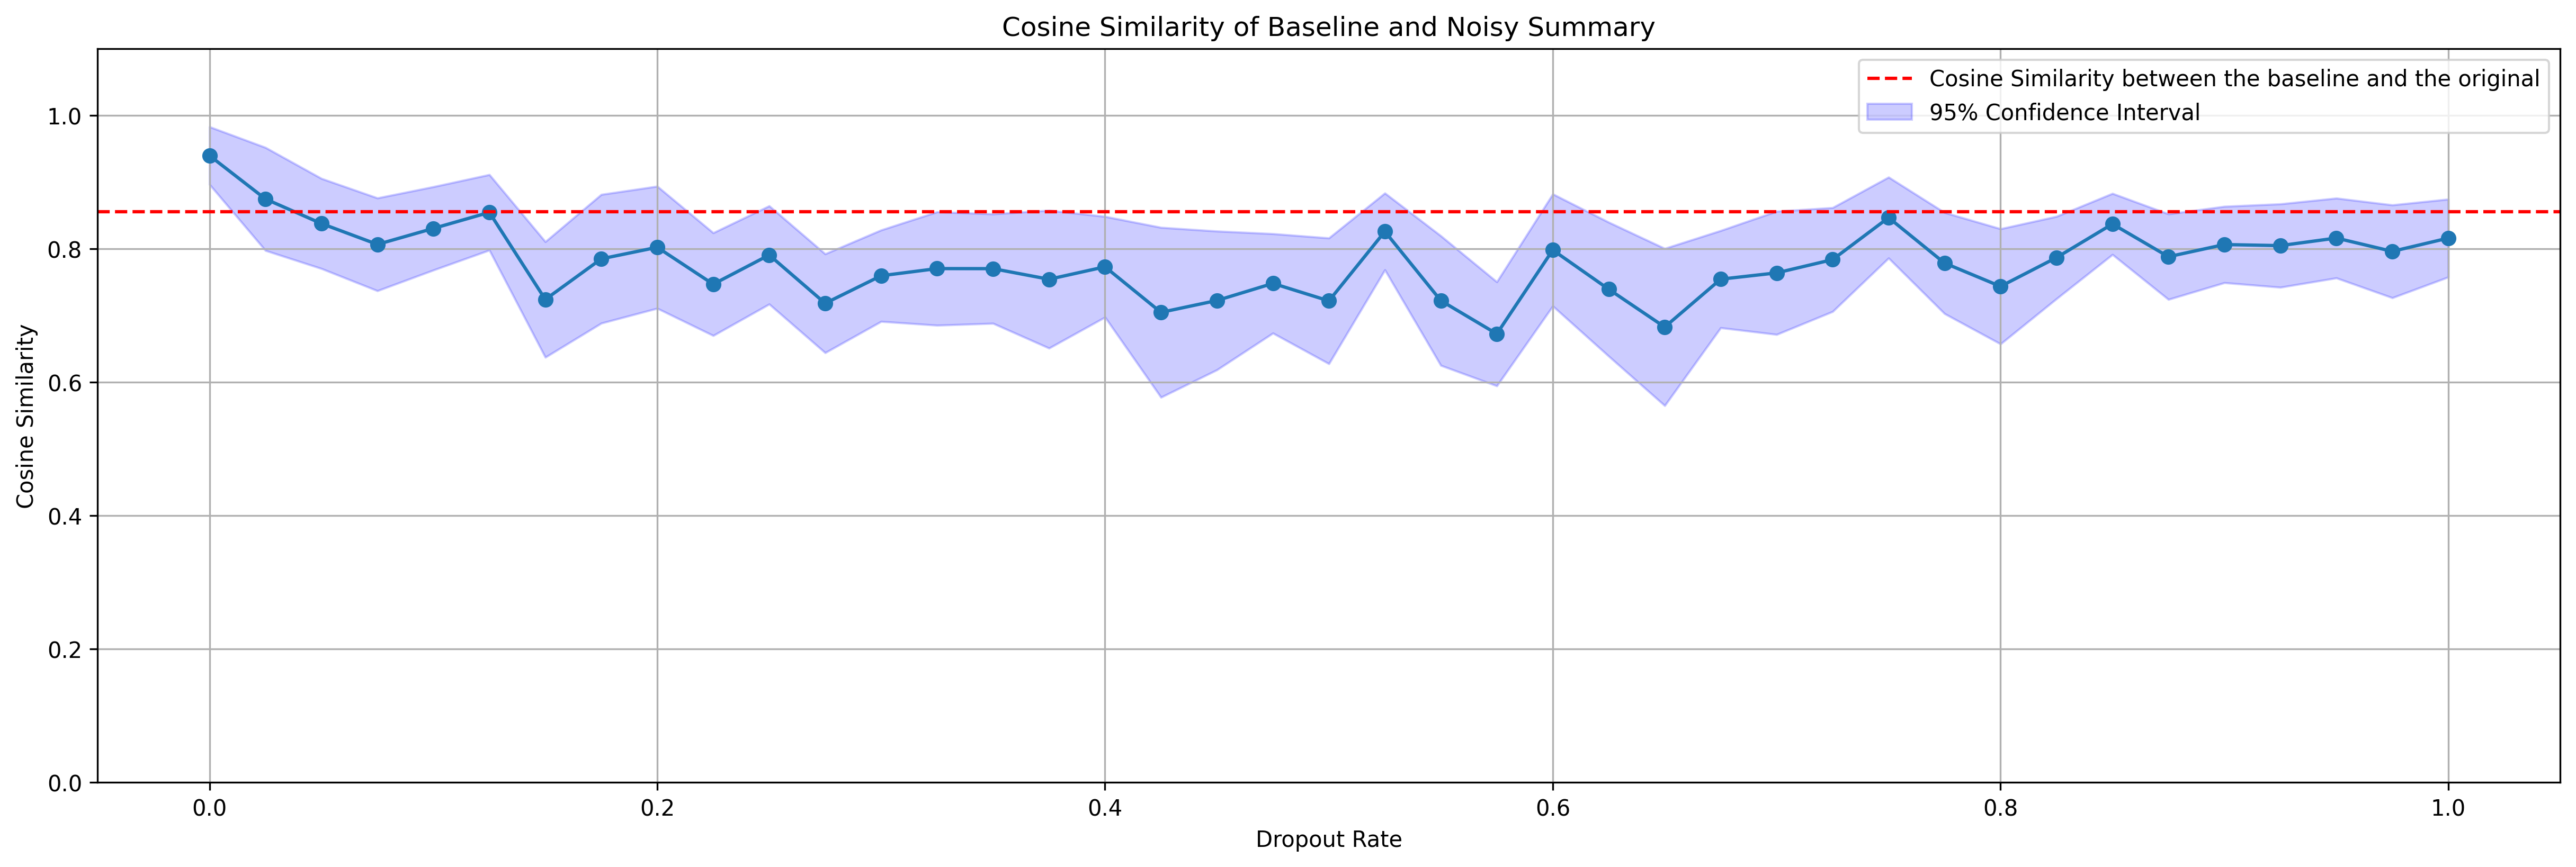 Cosine Similarity of Baseline and Noisy Summary
Cosine Similarity between the baseline and the original
95% Confidence Interval
Cosine Similarity
1.0
0.8
0.6
0.4
0.2
0.0
0.0 0.2 0.4 0.6 0.8 1.0
Dropout Rate